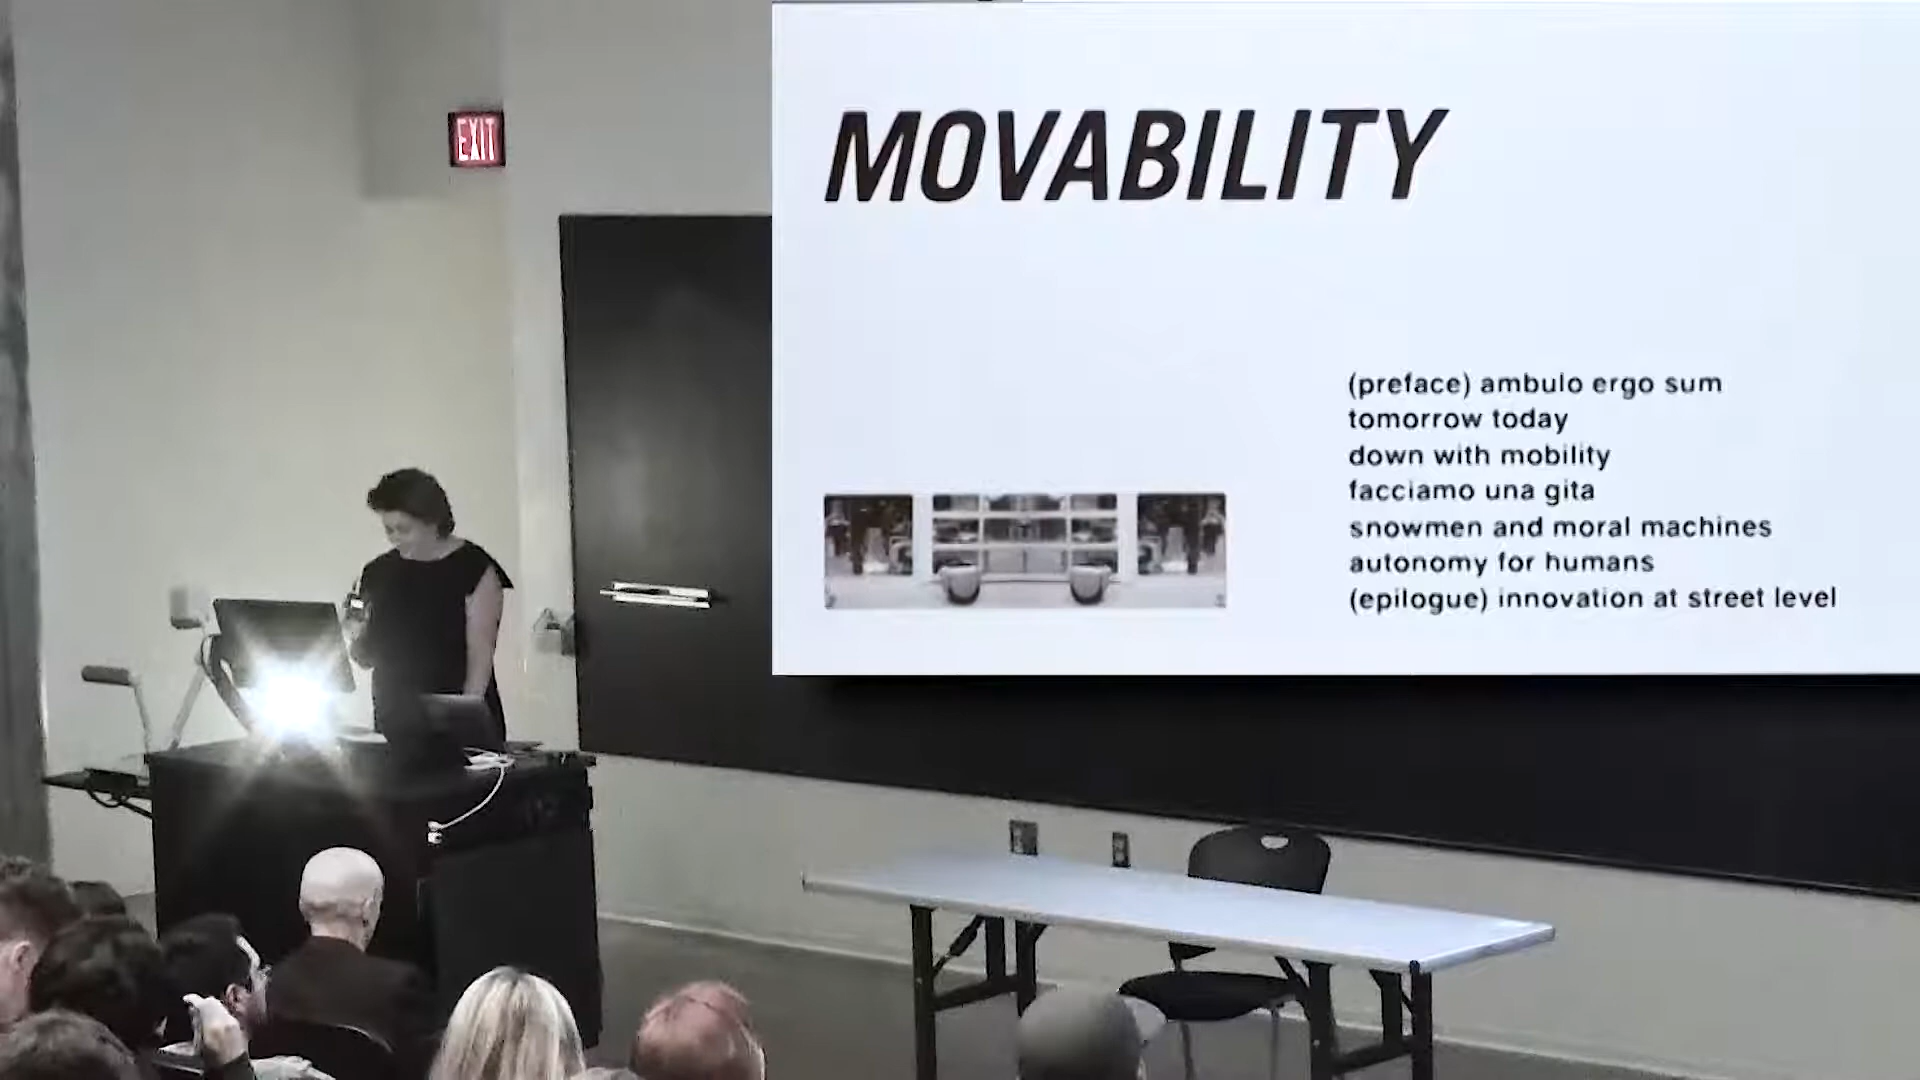 EXIT
MOVABILITY
(preface) ambulo ergo sum
tomorrow today
down with mobility
facciamo una gita
snowmen and moral machines
autonomy for humans
(epilogue) innovation at street level